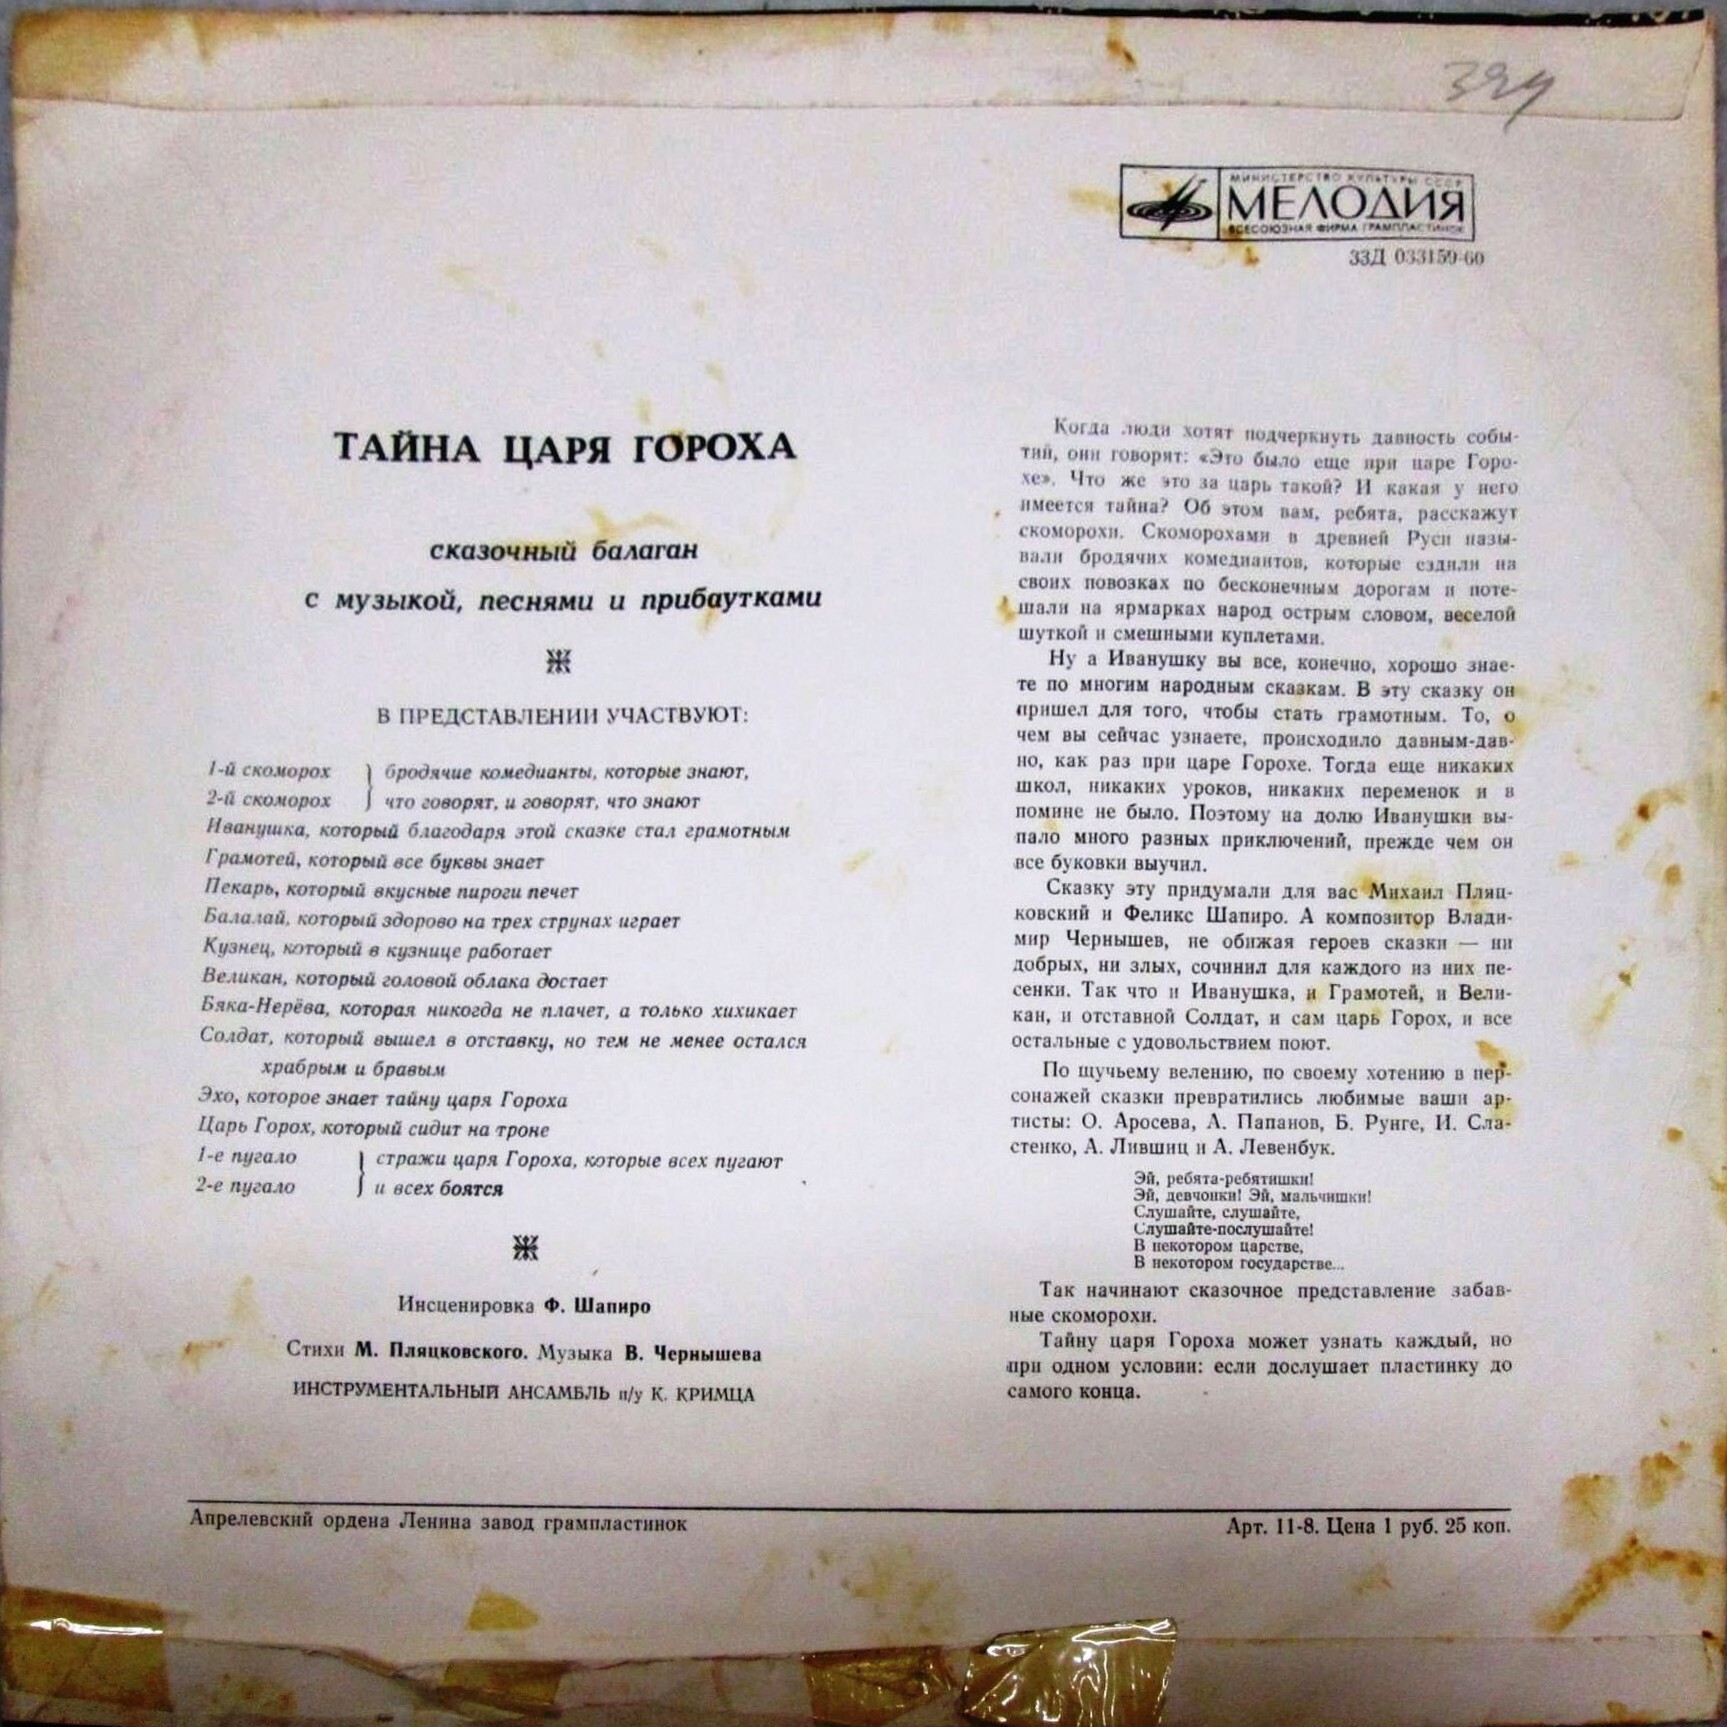 394
МИНИСТЕРСТВО КУЛЬТУРЫ СССР
МЕЛОДИЯ
ВСЕСОЮЗНАЯ ФИРМА ГРАМПЛАСТИНОК
33Д 033159-60
ТАЙНА ЦАРЯ ГОРОХА
сказочный балаган
с музыкой, песнями и прибаутками
В ПРЕДСТАВЛЕНИИ УЧАСТВУЮТ:
1-й скоморох } бродячие комедианты, которые знают,
2-й скоморох } что говорят, и говорят, что знают
Иванушка, который благодаря этой сказке стал грамотным
Грамотей, который все буквы знает
Пекарь, который вкусные пироги печет
Балалай, который здорово на трех струнах играет
Кузнец, который в кузнице работает
Великан, который головой облака достает
Бяка-Нерёва, которая никогда не плачет, а только хихикает
Солдат, который вышел в отставку, но тем не менее остался
храбрым и бравым
Эхо, которое знает тайну царя Гороха
Царь Горох, который сидит на троне
1-е пугало } стражи царя Гороха, которые всех пугают
2-е пугало } и всех боятся
Инсценировка Ф. Шапиро
Стихи М. Пляцковского. Музыка В. Чернышева
ИНСТРУМЕНТАЛЬНЫЙ АНСАМБЛЬ п/у К. КРИМЦА
Когда люди хотят подчеркнуть давность собы-
тий, они говорят: «Это было еще при царе Горо-
хе». Что же это за царь такой? И какая у него
имеется тайна? Об этом вам, ребята, расскажут
скоморохи. Скоморохами в древней Руси назы-
вали бродячих комедиантов, которые ездили на
своих повозках по бесконечным дорогам и поте-
шали на ярмарках народ острым словом, веселой
шуткой и смешными куплетами.
Ну а Иванушку вы все, конечно, хорошо знае-
те по многим народным сказкам. В эту сказку он
пришел для того, чтобы стать грамотным. То, о
чем вы сейчас узнаете, происходило давным-дав-
но, как раз при царе Горохе. Тогда еще никаких
школ, никаких уроков, никаких переменок и в
помине не было. Поэтому на долю Иванушки вы-
пало много разных приключений, прежде чем он
все буковки выучил.
Сказку эту придумали для вас Михаил Пляц-
ковский и Феликс Шапиро. А композитор Влади-
мир Чернышев, не обижая героев сказки — ни
добрых, ни злых, сочинил для каждого из них пе-
сенки. Так что и Иванушка, и Грамотей, и Вели-
кан, и отставной Солдат, и сам царь Горох, и все
остальные с удовольствием поют.
По щучьему велению, по своему хотению в пер-
сонажей сказки превратились любимые ваши ар-
тисты: О. Аросева, А. Папанов, Б. Рунге, И. Сла-
стенко, А. Лившиц и А. Левенбук.
Эй, ребята-ребятишки!
Эй, девчонки! Эй, мальчишки!
Слушайте, слушайте,
Слушайте-послушайте!
В некотором царстве,
В некотором государстве...
Так начинают сказочное представление забав-
ные скоморохи.
Тайну царя Гороха может узнать каждый, но
при одном условии: если дослушает пластинку до
самого конца.
Апрелевский ордена Ленина завод грампластинок
Арт. 11-8. Цена 1 руб. 25 коп.